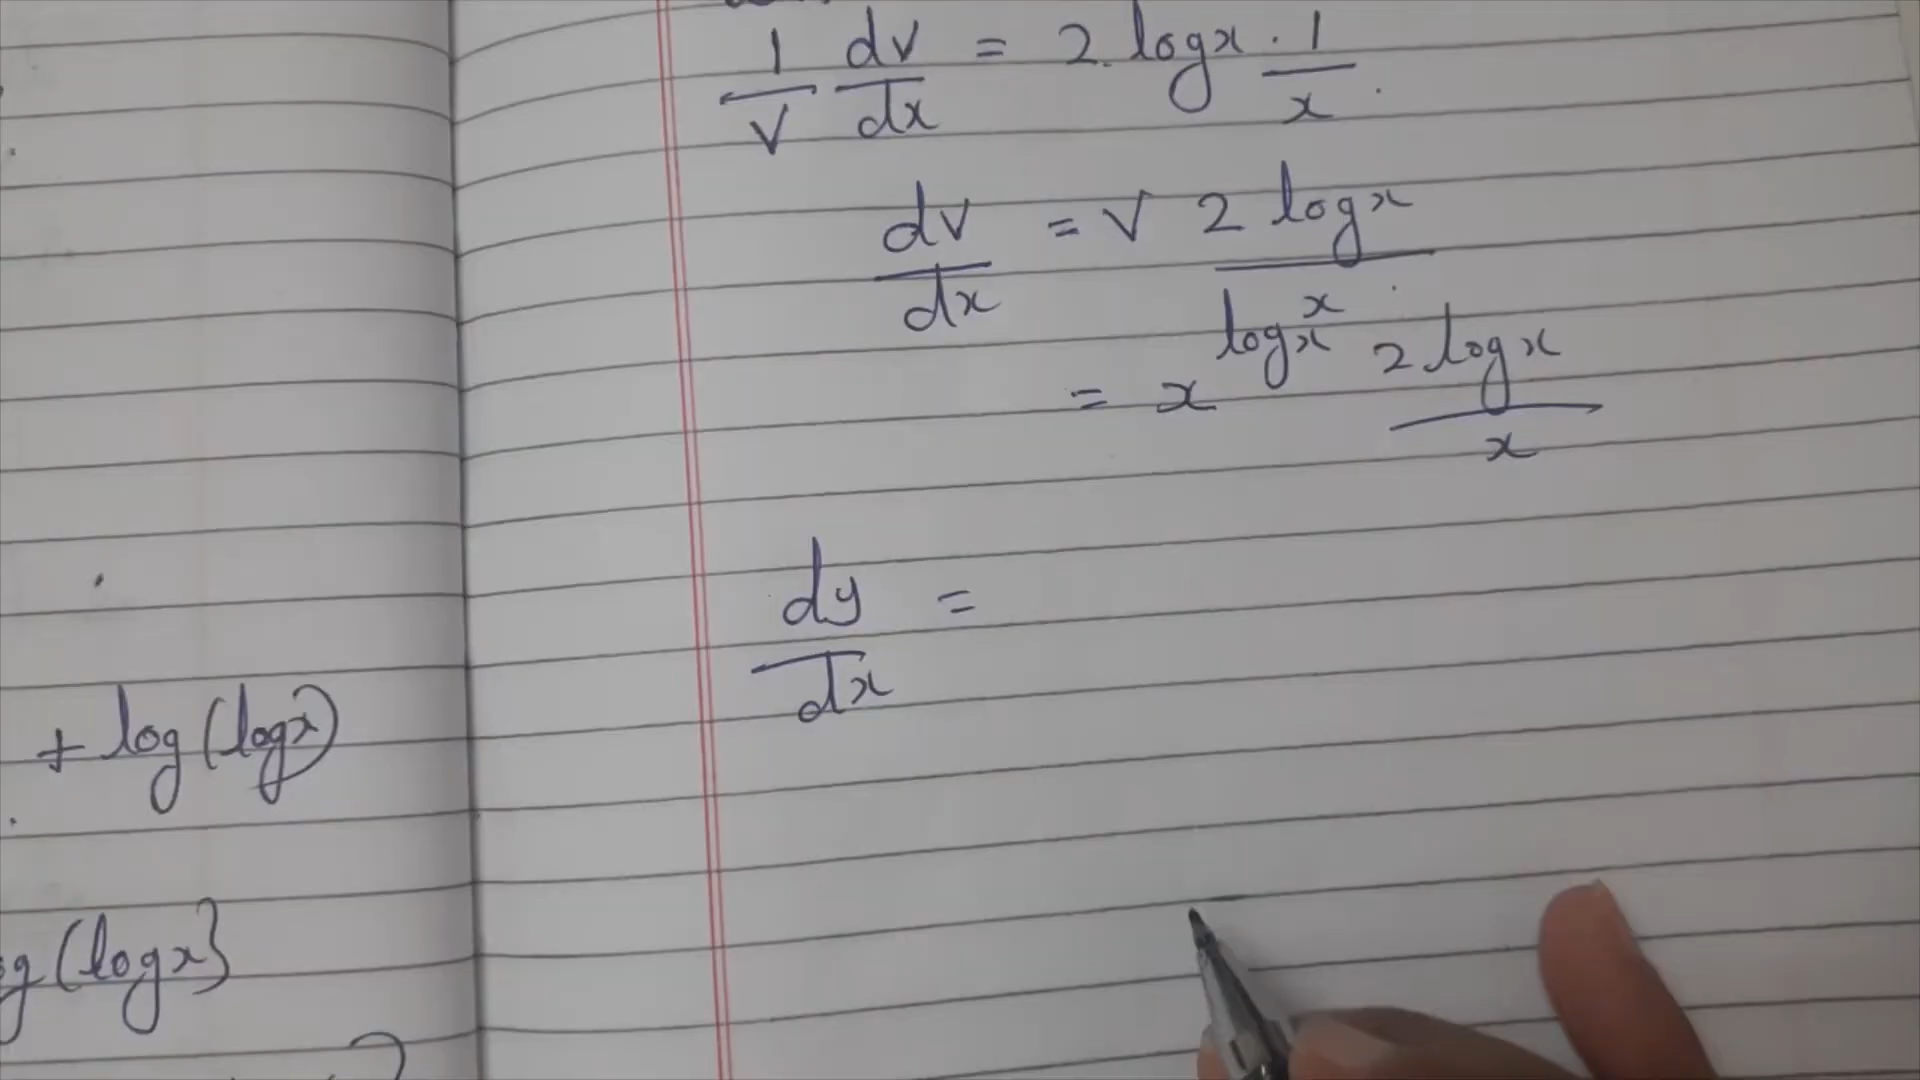 + log (log x)
(log x}
1/v dv/dx = 2. log x . 1/x
dv/dx = v 2 log x / x
= x^{log x} 2 log x / x
dy/dx =